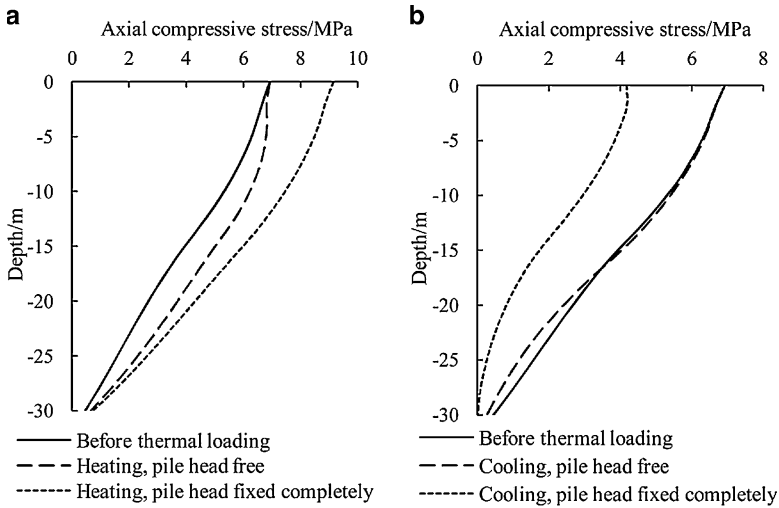 a
Axial compressive stress/MPa
0 2 4 6 8 10
0
-5
-10
-15
-20
-25
-30
Depth/m
Before thermal loading
Heating, pile head free
Heating, pile head fixed completely
b
Axial compressive stress/MPa
0 2 4 6 8
0
-5
-10
-15
-20
-25
-30
Depth/m
Before thermal loading
Cooling, pile head free
Cooling, pile head fixed completely